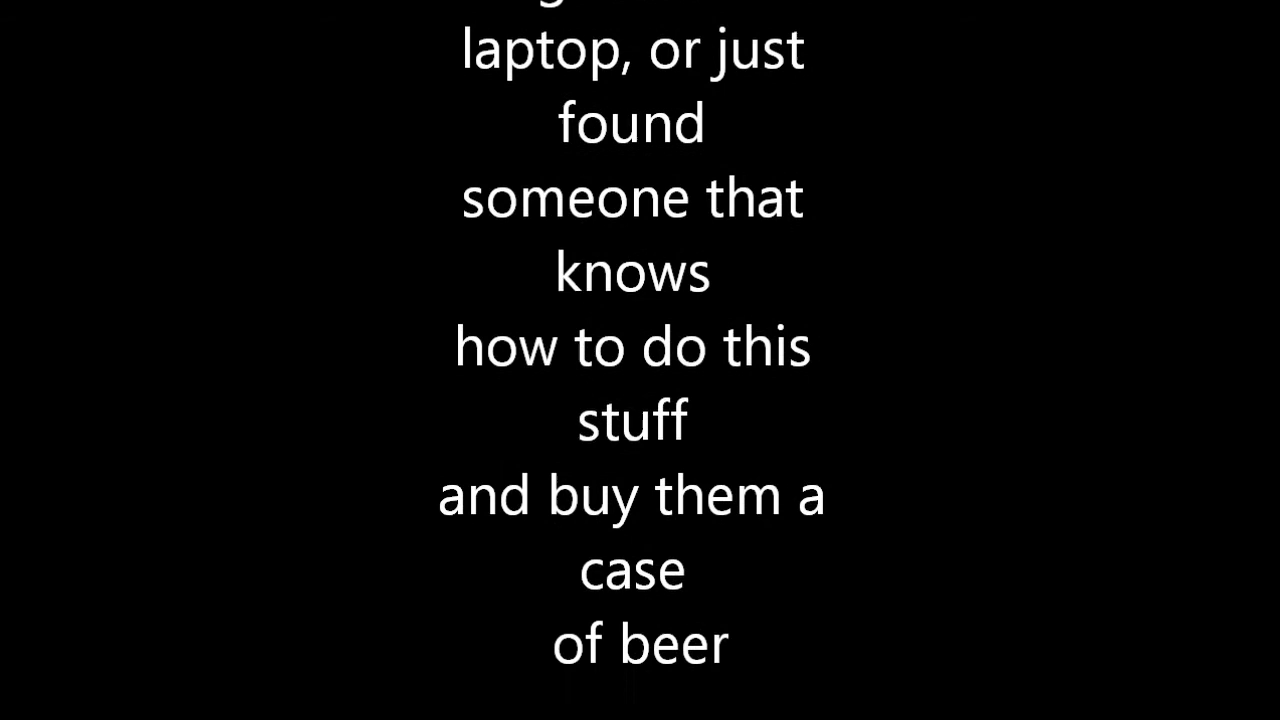 laptop, or just
found
someone that
knows
how to do this
stuff
and buy them a
case
of beer